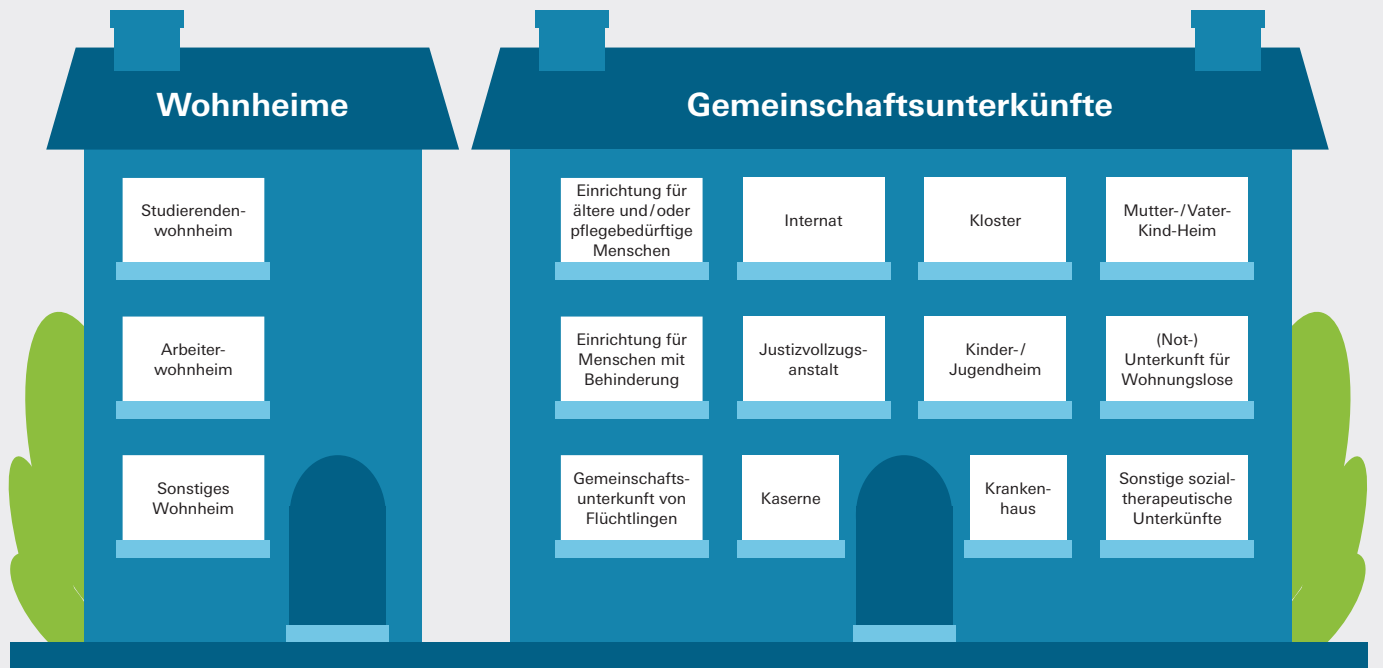 Wohnheime
Studierenden-
wohnheim
Arbeiter-
wohnheim
Sonstiges
Wohnheim
Gemeinschaftsunterkünfte
Einrichtung für
ältere und/oder
pflegebedürftige
Menschen
Internat
Kloster
Mutter-/Vater-
Kind-Heim
Einrichtung für
Menschen mit
Behinderung
Justizvollzugs-
anstalt
Kinder-/
Jugendheim
(Not-)
Unterkunft für
Wohnungslose
Gemeinschafts-
unterkunft von
Flüchtlingen
Kaserne
Kranken-
haus
Sonstige sozial-
therapeutische
Unterkünfte